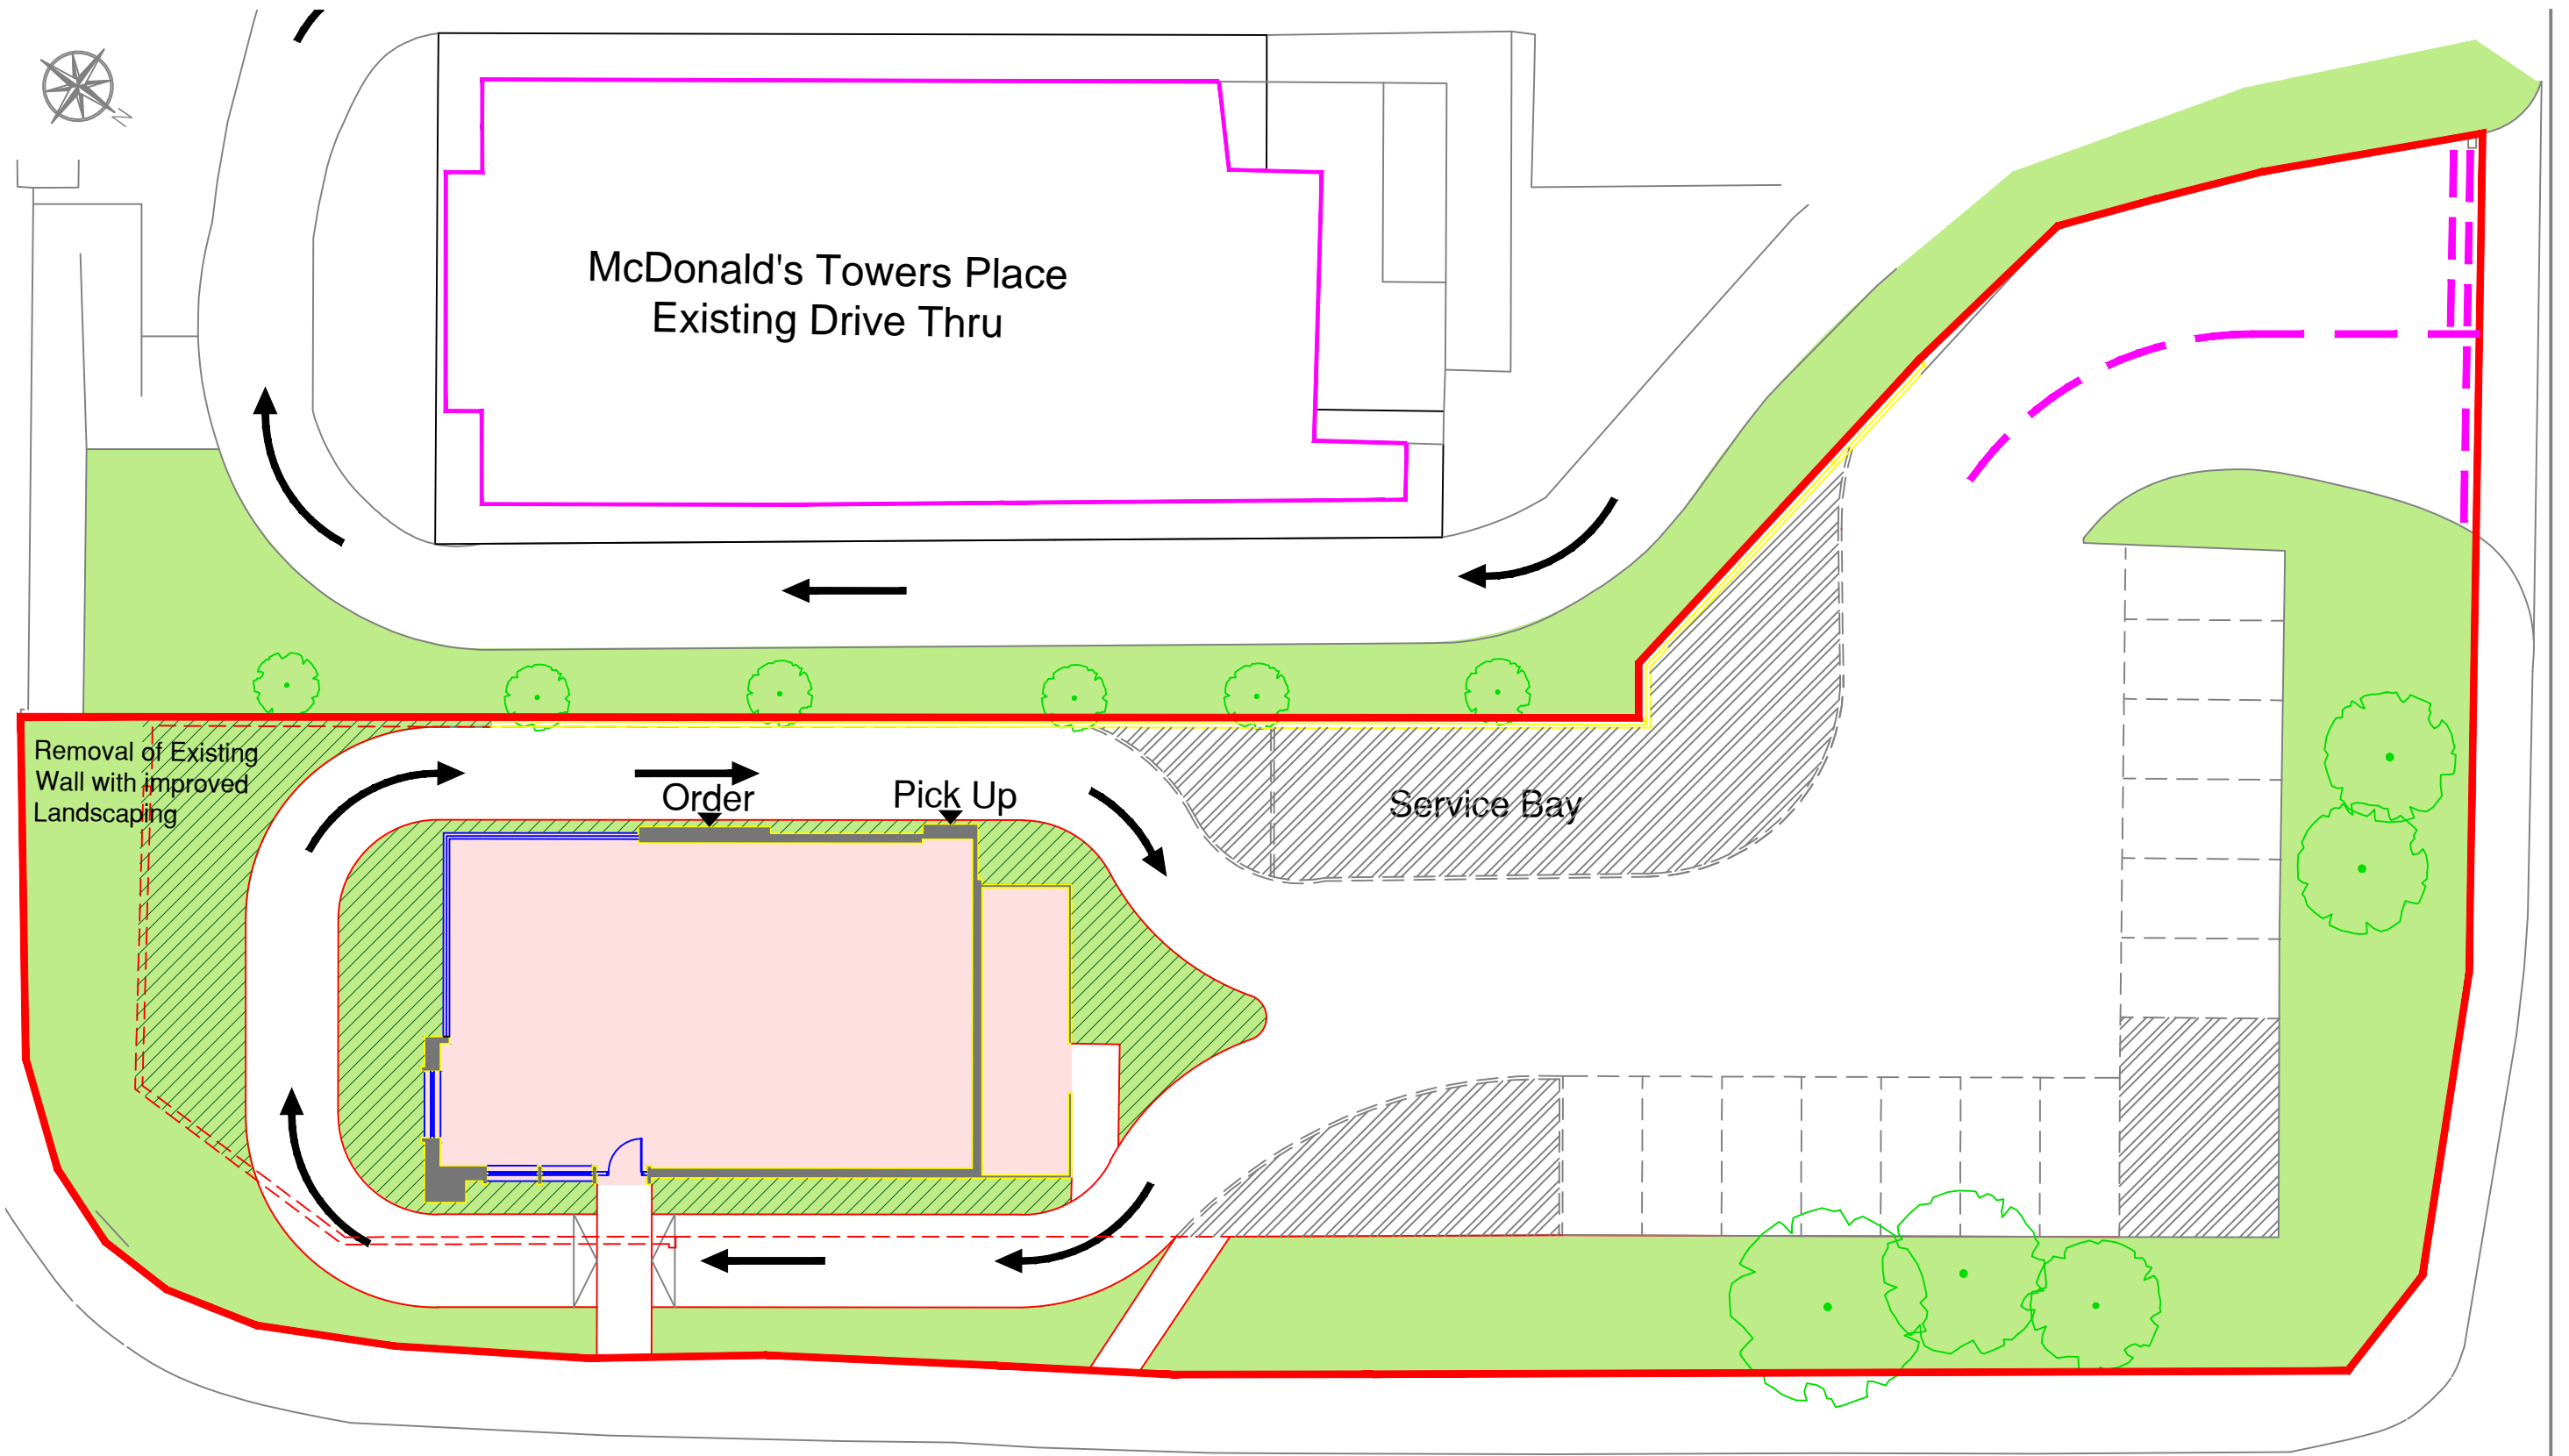 N
McDonald's Towers Place
Existing Drive Thru
Removal of Existing
Wall with improved
Landscaping
Order
Pick Up
Service Bay